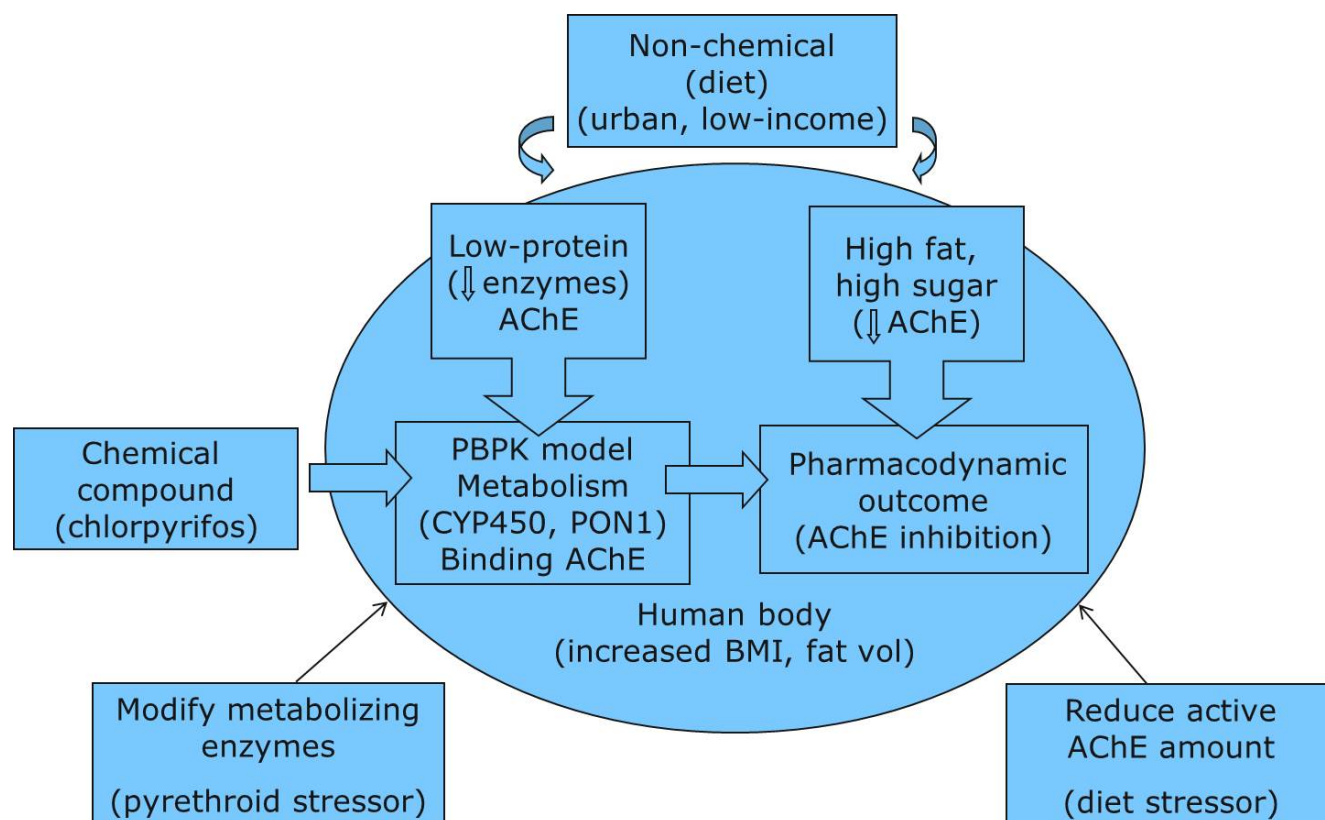 Non-chemical
(diet)
(urban, low-income)
Low-protein
(⇩ enzymes)
AChE
High fat,
high sugar
(⇩ AChE)
Chemical
compound
(chlorpyrifos)
PBPK model
Metabolism
(CYP450, PON1)
Binding AChE
Pharmacodynamic
outcome
(AChE inhibition)
Human body
(increased BMI, fat vol)
Modify metabolizing
enzymes
(pyrethroid stressor)
Reduce active
AChE amount
(diet stressor)